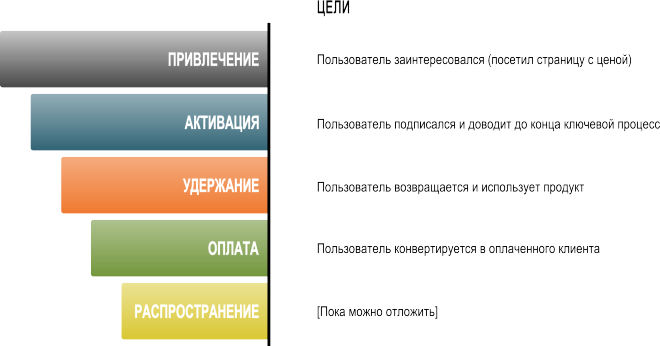 ЦЕЛИ
ПРИВЛЕЧЕНИЕ
Пользователь заинтересовался (посетил страницу с ценой)
АКТИВАЦИЯ
Пользователь подписался и доводит до конца ключевой процесс
УДЕРЖАНИЕ
Пользователь возвращается и использует продукт
ОПЛАТА
Пользователь конвертируется в оплаченного клиента
РАСПРОСТРАНЕНИЕ
[Пока можно отложить]